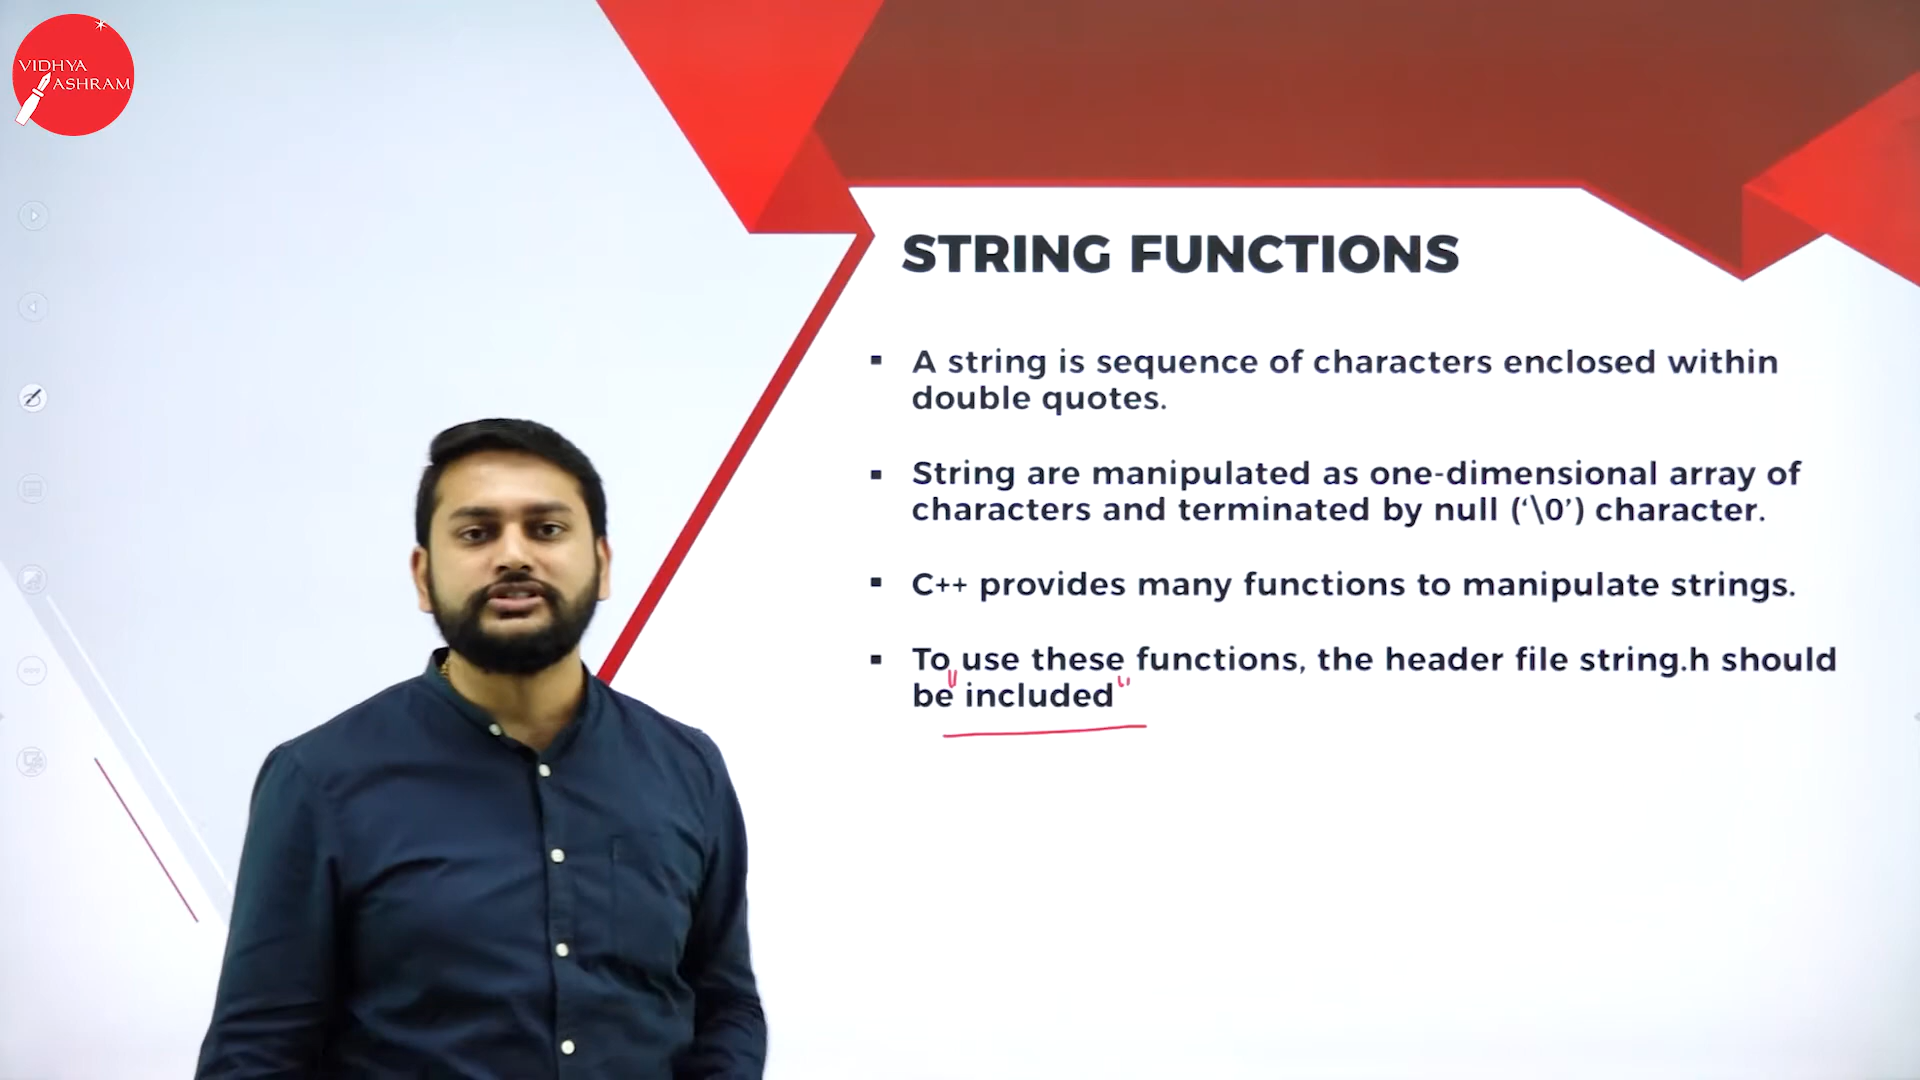 VIDHYA
ASHRAM
STRING FUNCTIONS
▪ A string is sequence of characters enclosed within
double quotes.
▪ String are manipulated as one-dimensional array of
characters and terminated by null (‘\0’) character.
▪ C++ provides many functions to manipulate strings.
▪ To use these functions, the header file string.h should
be "included"